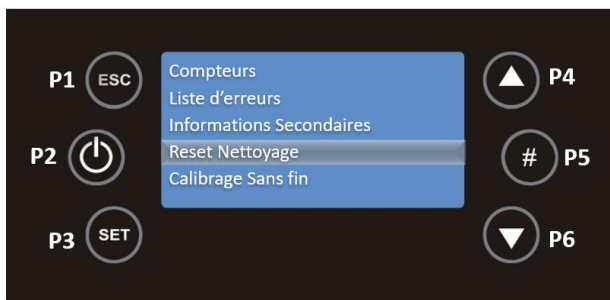 P1 ESC
Compteurs
P4
Liste d'erreurs
Informations Secondaires
P2
Reset Nettoyage
# P5
Calibrage Sans fin
P3 SET
P6